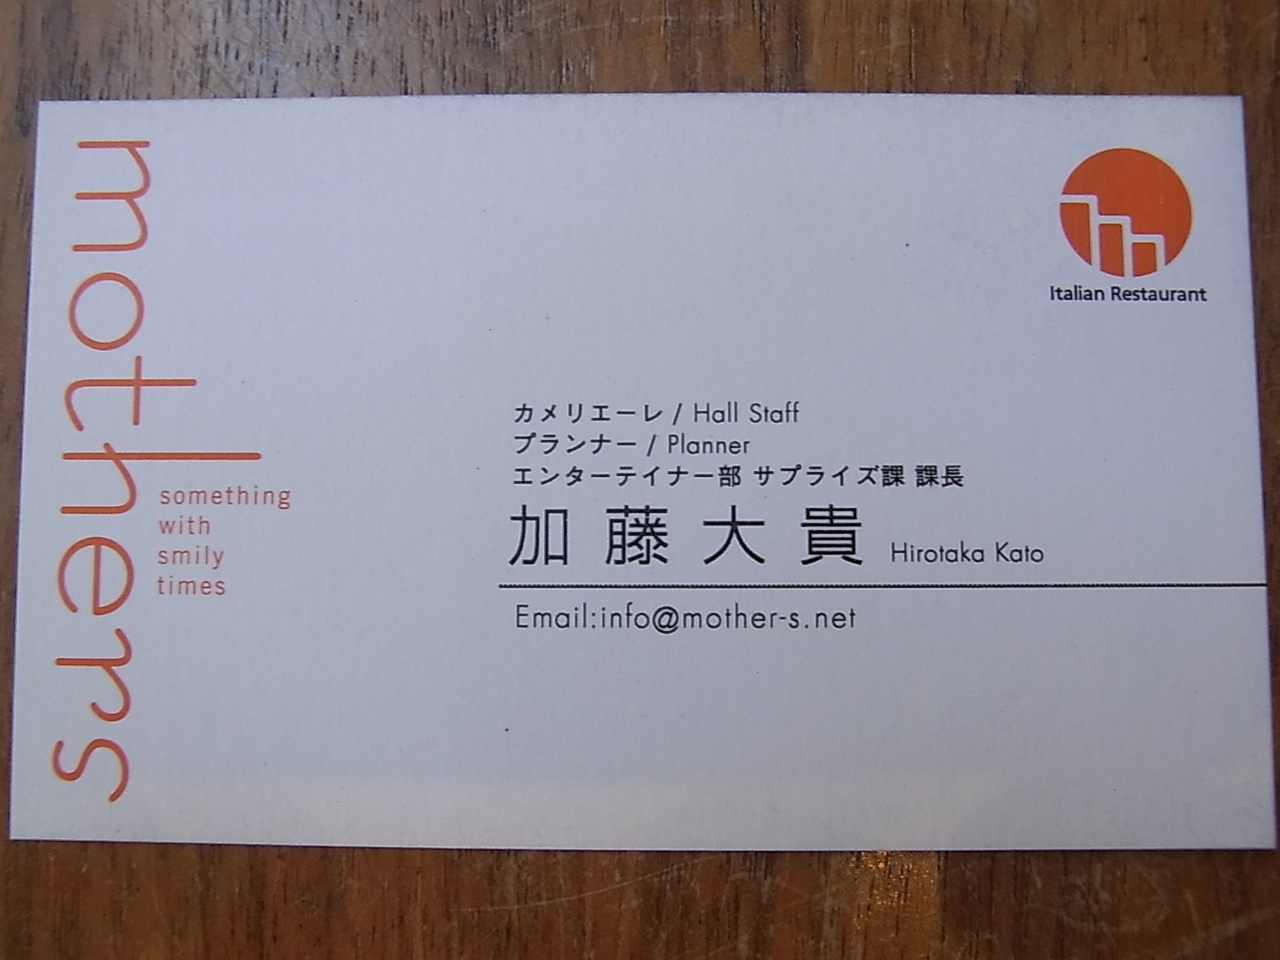 mothers
something
with
smily
times
Italian Restaurant
カメリエーレ / Hall Staff
プランナー / Planner
エンターテイナー部 サプライズ課 課長
加藤大貴 Hirotaka Kato
Email:info@mother-s.net